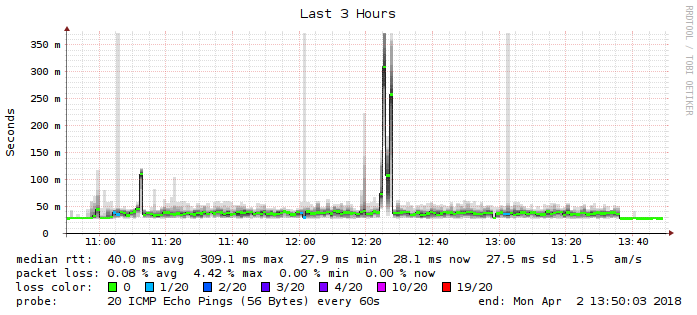 Last 3 Hours
RRDTOOL / TOBI OETIKER
Seconds
350 m
300 m
250 m
200 m
150 m
100 m
50 m
0
11:00 11:20 11:40 12:00 12:20 12:40 13:00 13:20 13:40
median rtt: 40.0 ms avg 309.1 ms max 27.9 ms min 28.1 ms now 27.5 ms sd 1.5 am/s
packet loss: 0.08 % avg 4.42 % max 0.00 % min 0.00 % now
loss color: 0 1/20 2/20 3/20 4/20 10/20 19/20
probe: 20 ICMP Echo Pings (56 Bytes) every 60s end: Mon Apr 2 13:50:03 2018